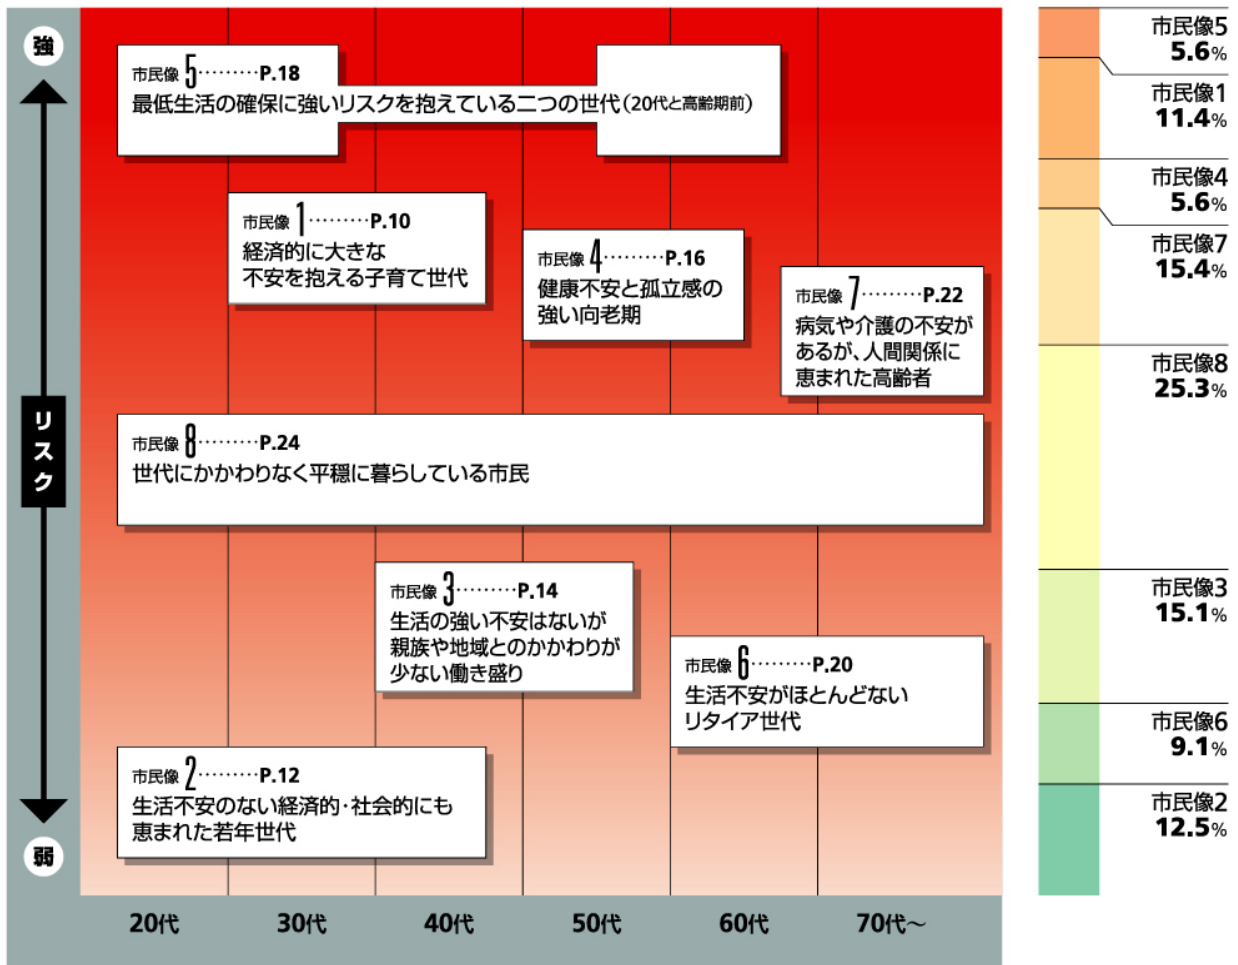 強
リスク
弱
市民像5………P.18
最低生活の確保に強いリスクを抱えている二つの世代(20代と高齢期前)
市民像1………P.10
経済的に大きな
不安を抱える子育て世代
市民像4………P.16
健康不安と孤立感の
強い向老期
市民像7………P.22
病気や介護の不安が
あるが、人間関係に
恵まれた高齢者
市民像8………P.24
世代にかかわりなく平穏に暮らしている市民
市民像3………P.14
生活の強い不安はないが
親族や地域とのかかわりが
少ない働き盛り
市民像6………P.20
生活不安がほとんどない
リタイア世代
市民像2………P.12
生活不安のない経済的・社会的にも
恵まれた若年世代
20代
30代
40代
50代
60代
70代〜
市民像5
5.6%
市民像1
11.4%
市民像4
5.6%
市民像7
15.4%
市民像8
25.3%
市民像3
15.1%
市民像6
9.1%
市民像2
12.5%